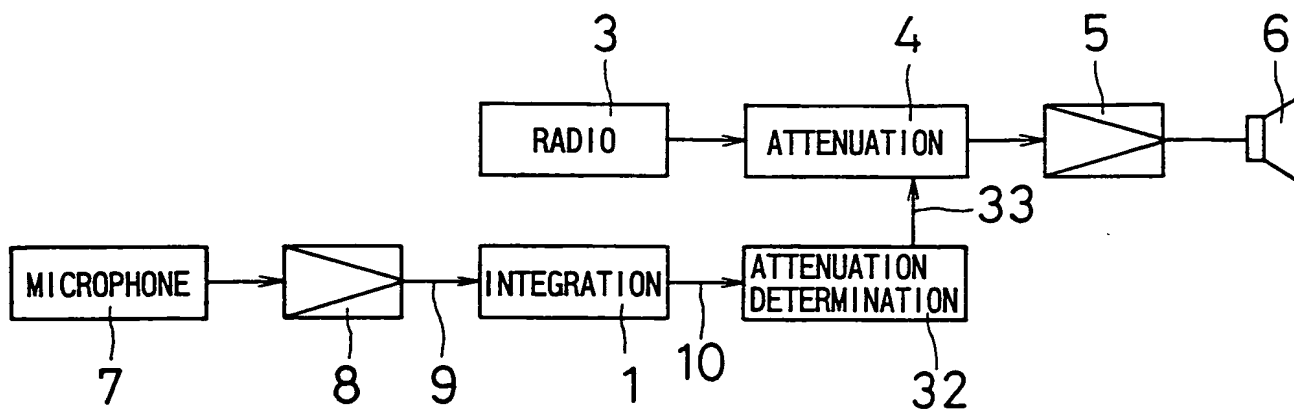 3 4 5 6
RADIO ATTENUATION
33
MICROPHONE INTEGRATION ATTENUATION
DETERMINATION
7 8 9 1 10 32